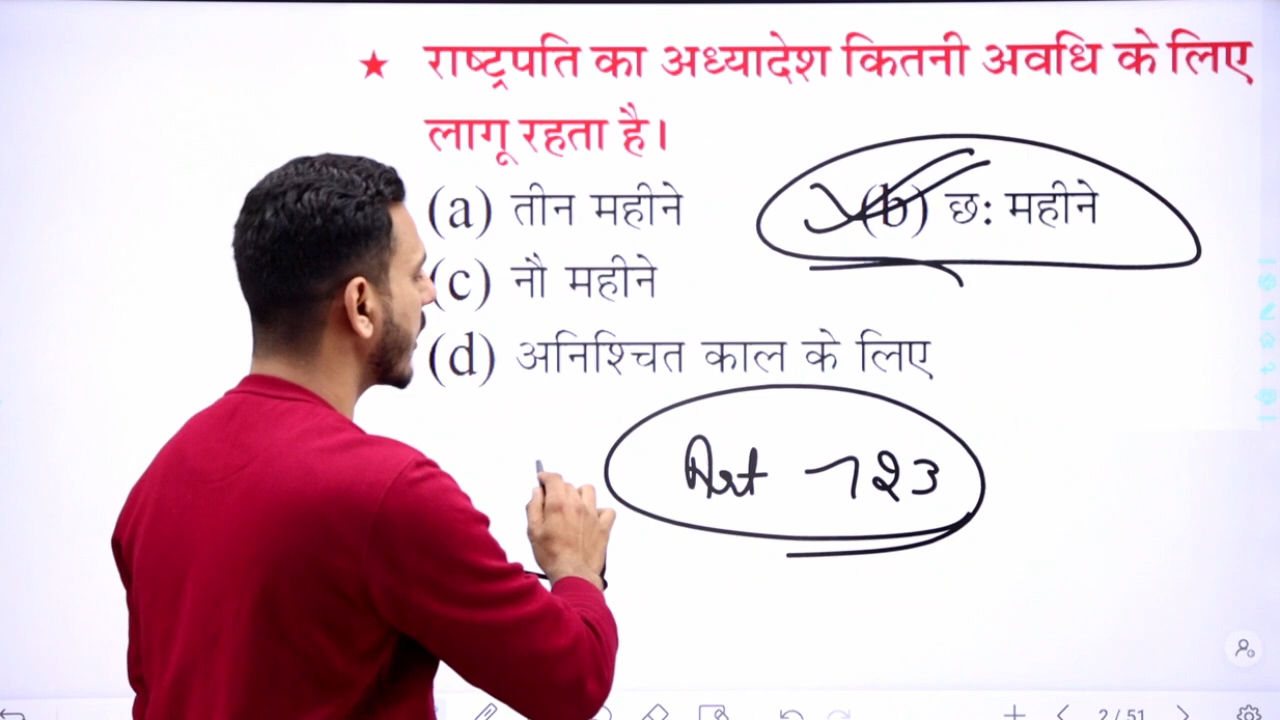 ★ राष्ट्रपति का अध्यादेश कितनी अवधि के लिए
लागू रहता है।
(a) तीन महीने (b) छः महीने
(c) नौ महीने
(d) अनिश्चित काल के लिए
Art 123
2/51